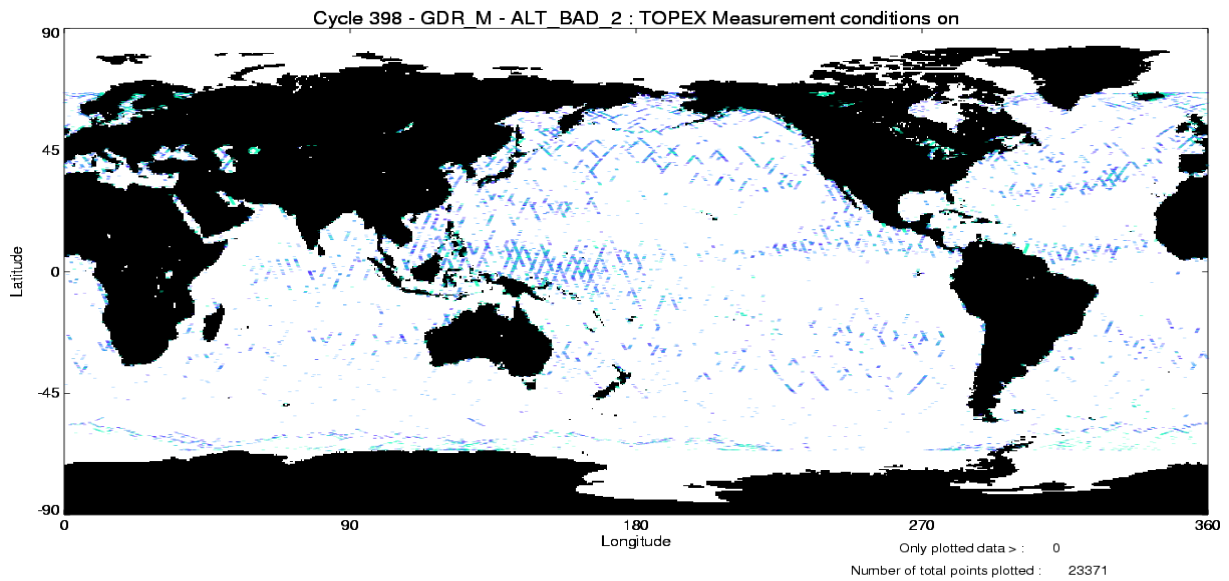 Cycle 398 - GDR_M - ALT_BAD_2 : TOPEX Measurement conditions on
90
45
0
-45
-90
Latitude
0 90 180 270 360
Longitude
Only plotted data > : 0
Number of total points plotted : 23371